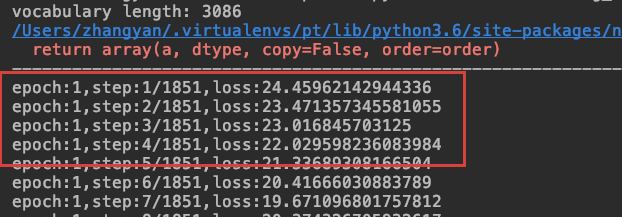 vocabulary length: 3086
/Users/zhangyan/.virtualenvs/pt/lib/python3.6/site-packages/n
return array(a, dtype, copy=False, order=order)
epoch:1,step:1/1851,loss:24.45962142944336
epoch:1,step:2/1851,loss:23.471357345581055
epoch:1,step:3/1851,loss:23.016845703125
epoch:1,step:4/1851,loss:22.029598236083984
epoch:1,step:5/1851,loss:21.33689308166504
epoch:1,step:6/1851,loss:20.41666030883789
epoch:1,step:7/1851,loss:19.671096801757812